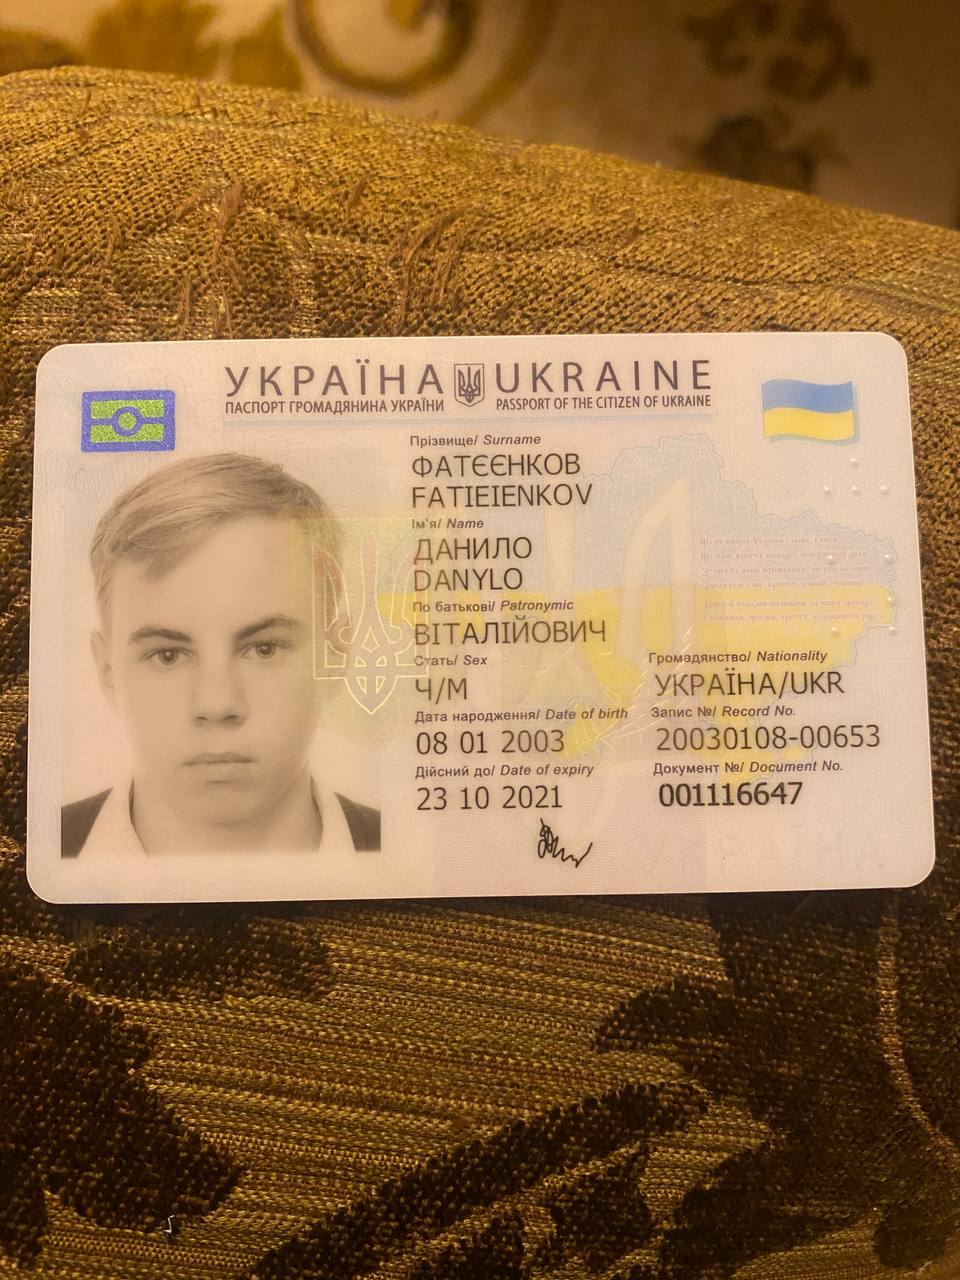 УКРАЇНА UKRAINE
ПАСПОРТ ГРОМАДЯНИНА УКРАЇНИ PASSPORT OF THE CITIZEN OF UKRAINE
Прізвище/ Surname
ФАТЄЄНКОВ
FATIEIENKOV
Ім'я/ Name
ДАНИЛО
DANYLO
По батькові/ Patronymic
ВІТАЛІЙОВИЧ
Стать/ Sex
Ч/М
Громадянство/ Nationality
УКРАЇНА/UKR
Дата народження/ Date of birth
08 01 2003
Запис №/ Record No.
20030108-00653
Дійсний до/ Date of expiry
23 10 2021
Документ №/ Document No.
001116647
УКРАЇНА